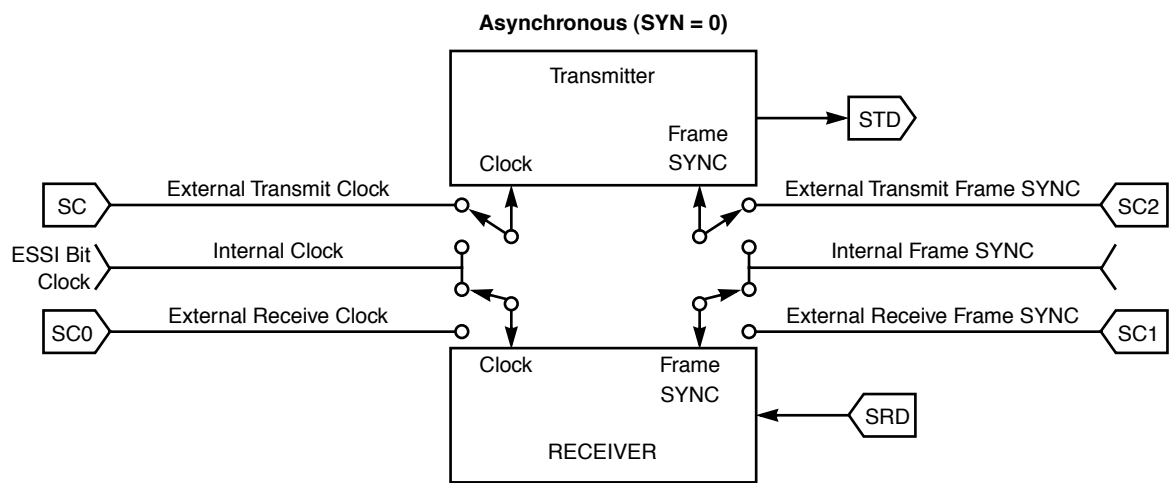 Asynchronous (SYN = 0)
Transmitter
STD
Frame
SYNC
Clock
SC
External Transmit Clock
External Transmit Frame SYNC
SC2
ESSI Bit
Clock
Internal Clock
Internal Frame SYNC
SC0
External Receive Clock
External Receive Frame SYNC
SC1
Clock
Frame
SYNC
SRD
RECEIVER